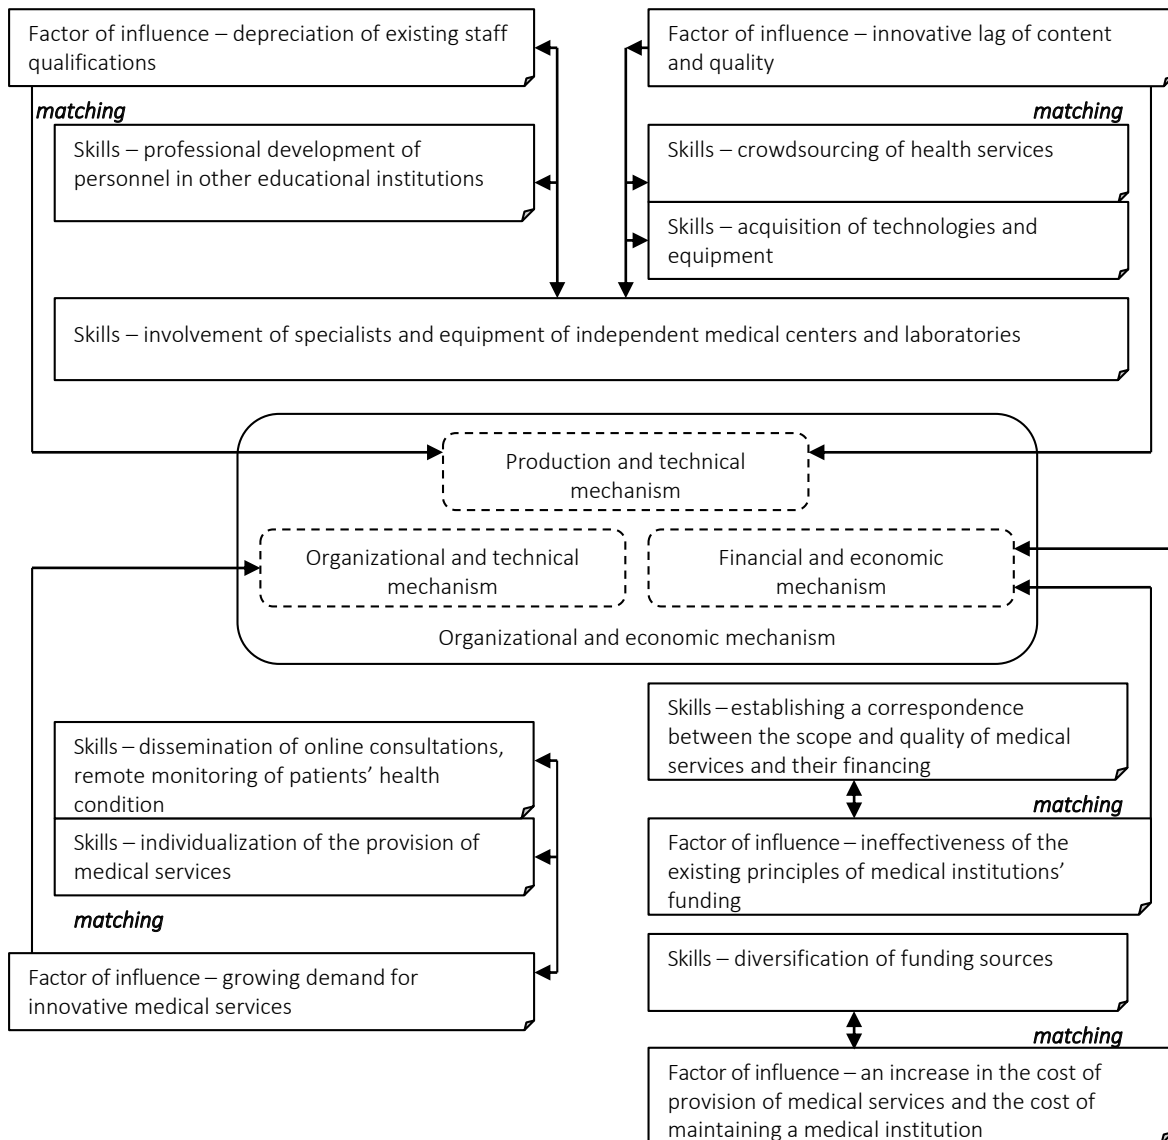 Factor of influence – depreciation of existing staff
qualifications
matching
Skills – professional development of
personnel in other educational institutions
Factor of influence – innovative lag of content
and quality
matching
Skills – crowdsourcing of health services
Skills – acquisition of technologies and
equipment
Skills – involvement of specialists and equipment of independent medical centers and laboratories
Production and technical
mechanism
Organizational and technical
mechanism
Financial and economic
mechanism
Organizational and economic mechanism
Skills – dissemination of online consultations,
remote monitoring of patients’ health
condition
Skills – individualization of the provision of
medical services
matching
Factor of influence – growing demand for
innovative medical services
Skills – establishing a correspondence
between the scope and quality of medical
services and their financing
matching
Factor of influence – ineffectiveness of the
existing principles of medical institutions’
funding
Skills – diversification of funding sources
matching
Factor of influence – an increase in the cost of
provision of medical services and the cost of
maintaining a medical institution